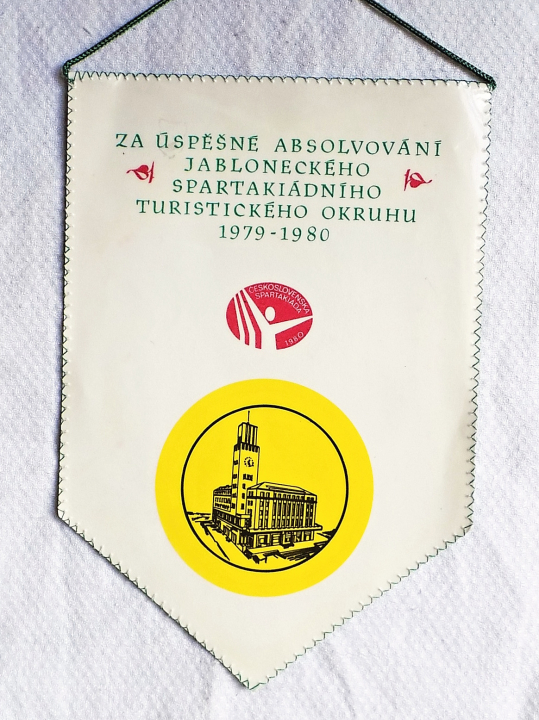 ZA ÚSPĚŠNÉ ABSOLVOVÁNÍ
JABLONECKÉHO
SPARTAKIÁDNÍHO
TURISTICKÉHO OKRUHU
1979-1980
ČESKOSLOVENSKÁ
SPARTAKIÁDA
1980